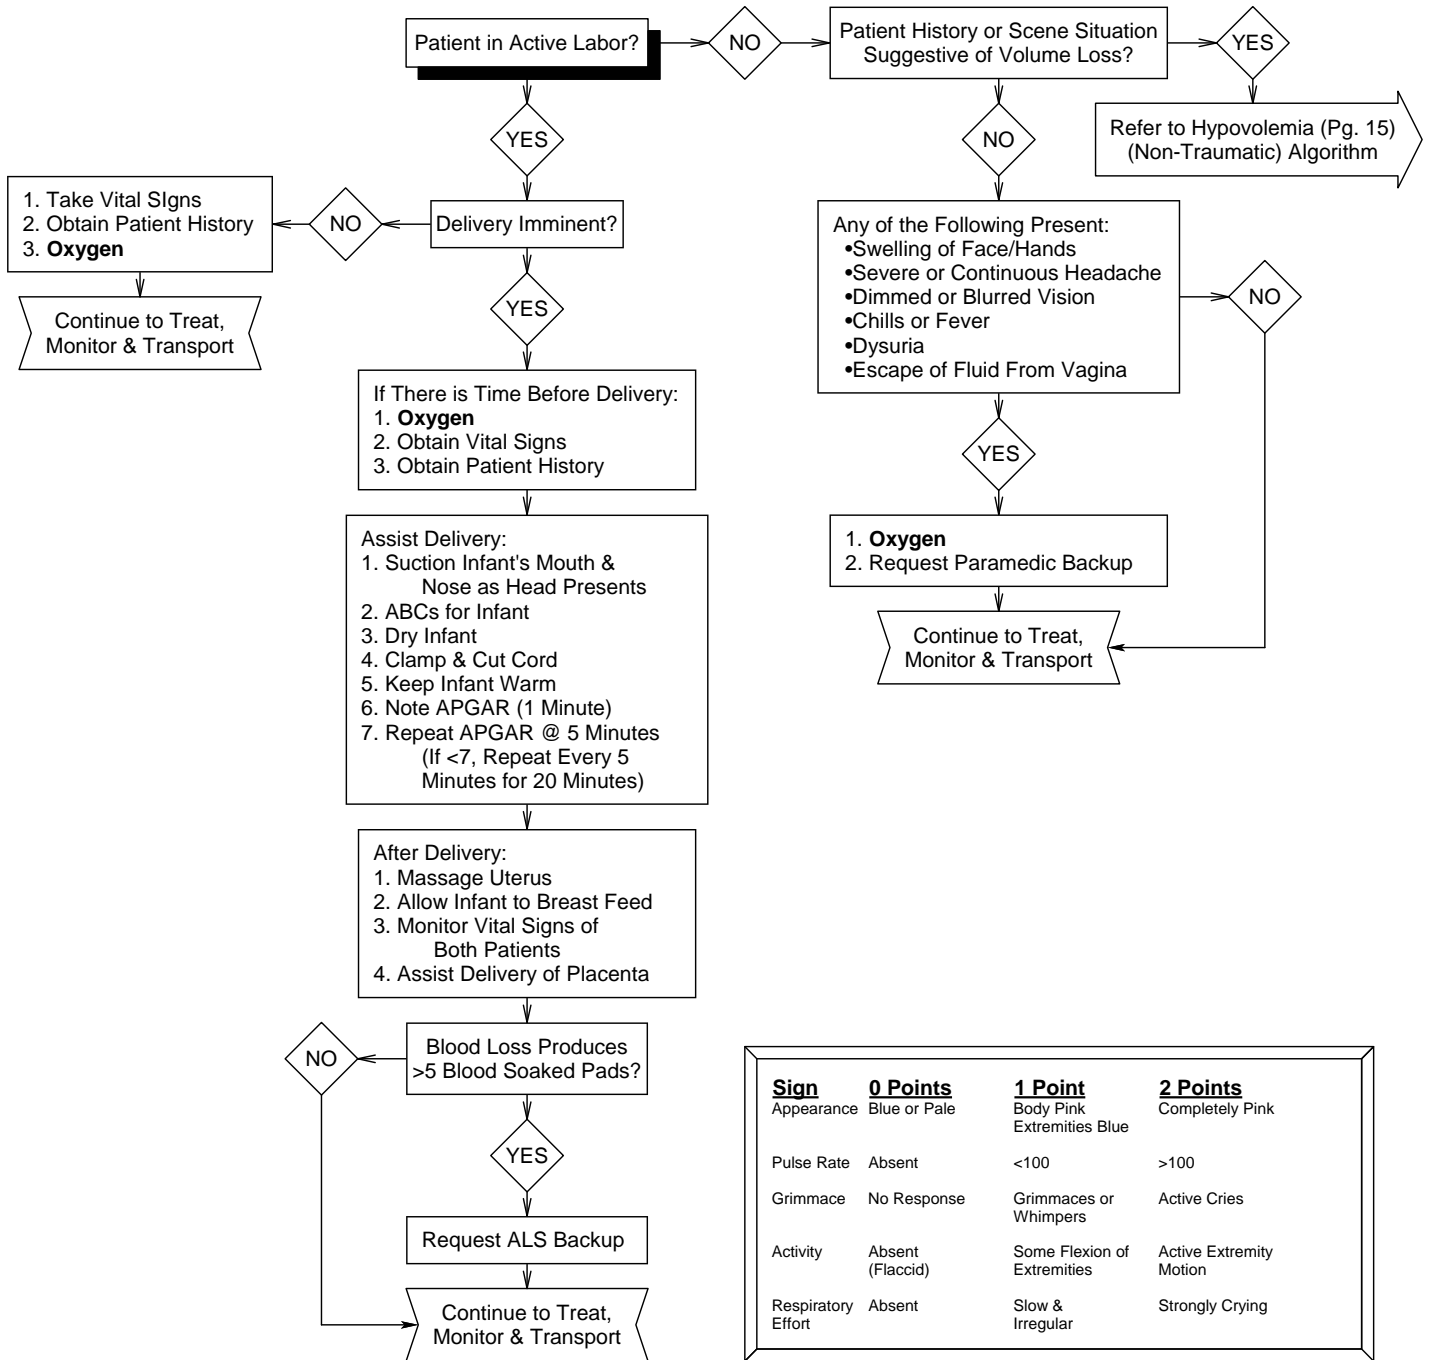 Patient in Active Labor?
NO
Patient History or Scene Situation
Suggestive of Volume Loss?
YES
Refer to Hypovolemia (Pg. 15)
(Non-Traumatic) Algorithm
YES
NO
Delivery Imminent?
NO
1. Take Vital SIgns
2. Obtain Patient History
3. Oxygen
Continue to Treat,
Monitor & Transport
Any of the Following Present:
•Swelling of Face/Hands
•Severe or Continuous Headache
•Dimmed or Blurred Vision
•Chills or Fever
•Dysuria
•Escape of Fluid From Vagina
NO
YES
YES
1. Oxygen
2. Request Paramedic Backup
Continue to Treat,
Monitor & Transport
If There is Time Before Delivery:
1. Oxygen
2. Obtain Vital Signs
3. Obtain Patient History
Assist Delivery:
1. Suction Infant's Mouth &
Nose as Head Presents
2. ABCs for Infant
3. Dry Infant
4. Clamp & Cut Cord
5. Keep Infant Warm
6. Note APGAR (1 Minute)
7. Repeat APGAR @ 5 Minutes
(If <7, Repeat Every 5
Minutes for 20 Minutes)
After Delivery:
1. Massage Uterus
2. Allow Infant to Breast Feed
3. Monitor Vital Signs of
Both Patients
4. Assist Delivery of Placenta
Blood Loss Produces
>5 Blood Soaked Pads?
NO
YES
Request ALS Backup
Continue to Treat,
Monitor & Transport
Sign 0 Points 1 Point 2 Points
Appearance Blue or Pale Body Pink Completely Pink
Extremities Blue
Pulse Rate Absent <100 >100
Grimmace No Response Grimmaces or Active Cries
Whimpers
Activity Absent Some Flexion of Active Extremity
(Flaccid) Extremities Motion
Respiratory Absent Slow & Strongly Crying
Effort Irregular